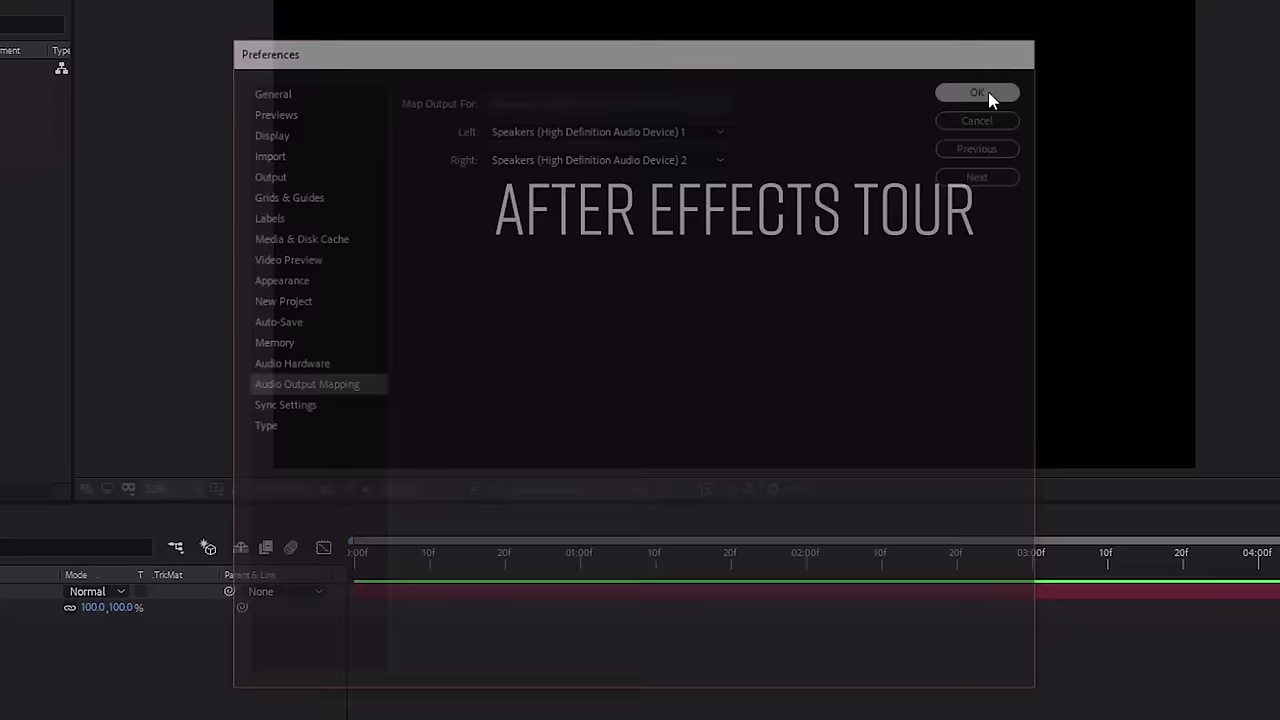 ment
Type
Preferences
General
Previews
Display
Import
Output
Grids & Guides
Labels
Media & Disk Cache
Video Preview
Appearance
New Project
Auto-Save
Memory
Audio Hardware
Audio Output Mapping
Sync Settings
Type
Map Output For:
Left: Speakers (High Definition Audio Device) 1
Right: Speakers (High Definition Audio Device) 2
OK
Cancel
Previous
Next
AFTER EFFECTS TOUR
50%
:00f 10f 20f 01:00f 10f 20f 02:00f 10f 20f 03:00f 10f 20f 04:00f
Mode T .TrkMat Parent & Link
Normal None
100.0,100.0%